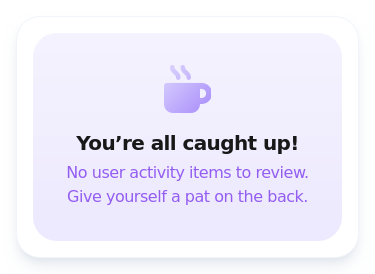 You’re all caught up!
No user activity items to review.
Give yourself a pat on the back.